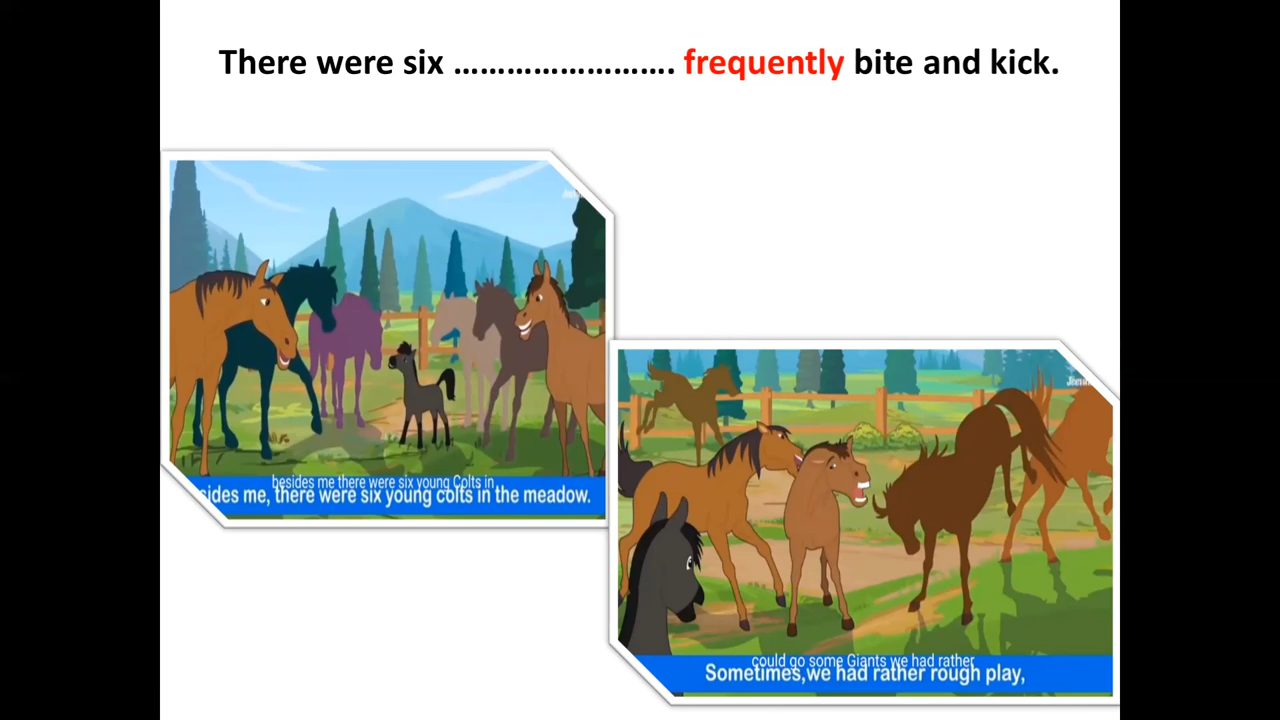 There were six ........................ frequently bite and kick.
besides me there were six young Colts in
sides me, there were six young colts in the meadow.
could go some Giants we had rather
Sometimes,we had rather rough play,